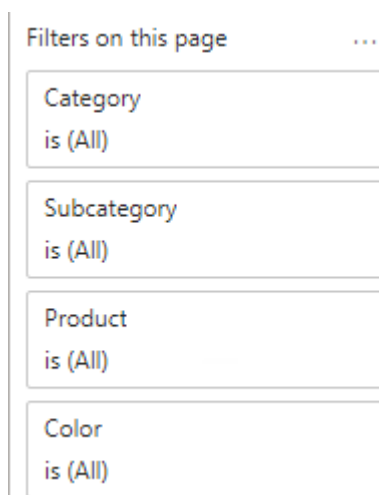 Filters on this page
...
Category
is (All)
Subcategory
is (All)
Product
is (All)
Color
is (All)